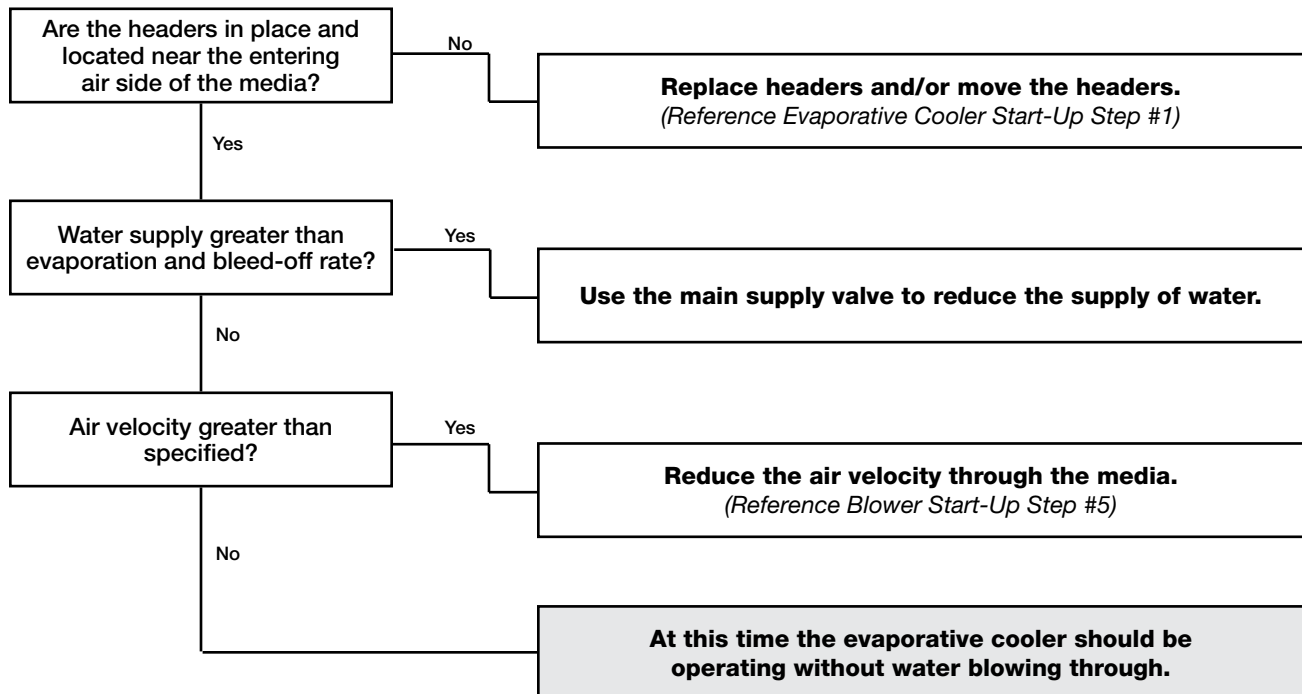 Are the headers in place and
located near the entering
air side of the media?
No
Replace headers and/or move the headers.
(Reference Evaporative Cooler Start-Up Step #1)
Yes
Water supply greater than
evaporation and bleed-off rate?
Yes
Use the main supply valve to reduce the supply of water.
No
Air velocity greater than
specified?
Yes
Reduce the air velocity through the media.
(Reference Blower Start-Up Step #5)
No
At this time the evaporative cooler should be
operating without water blowing through.